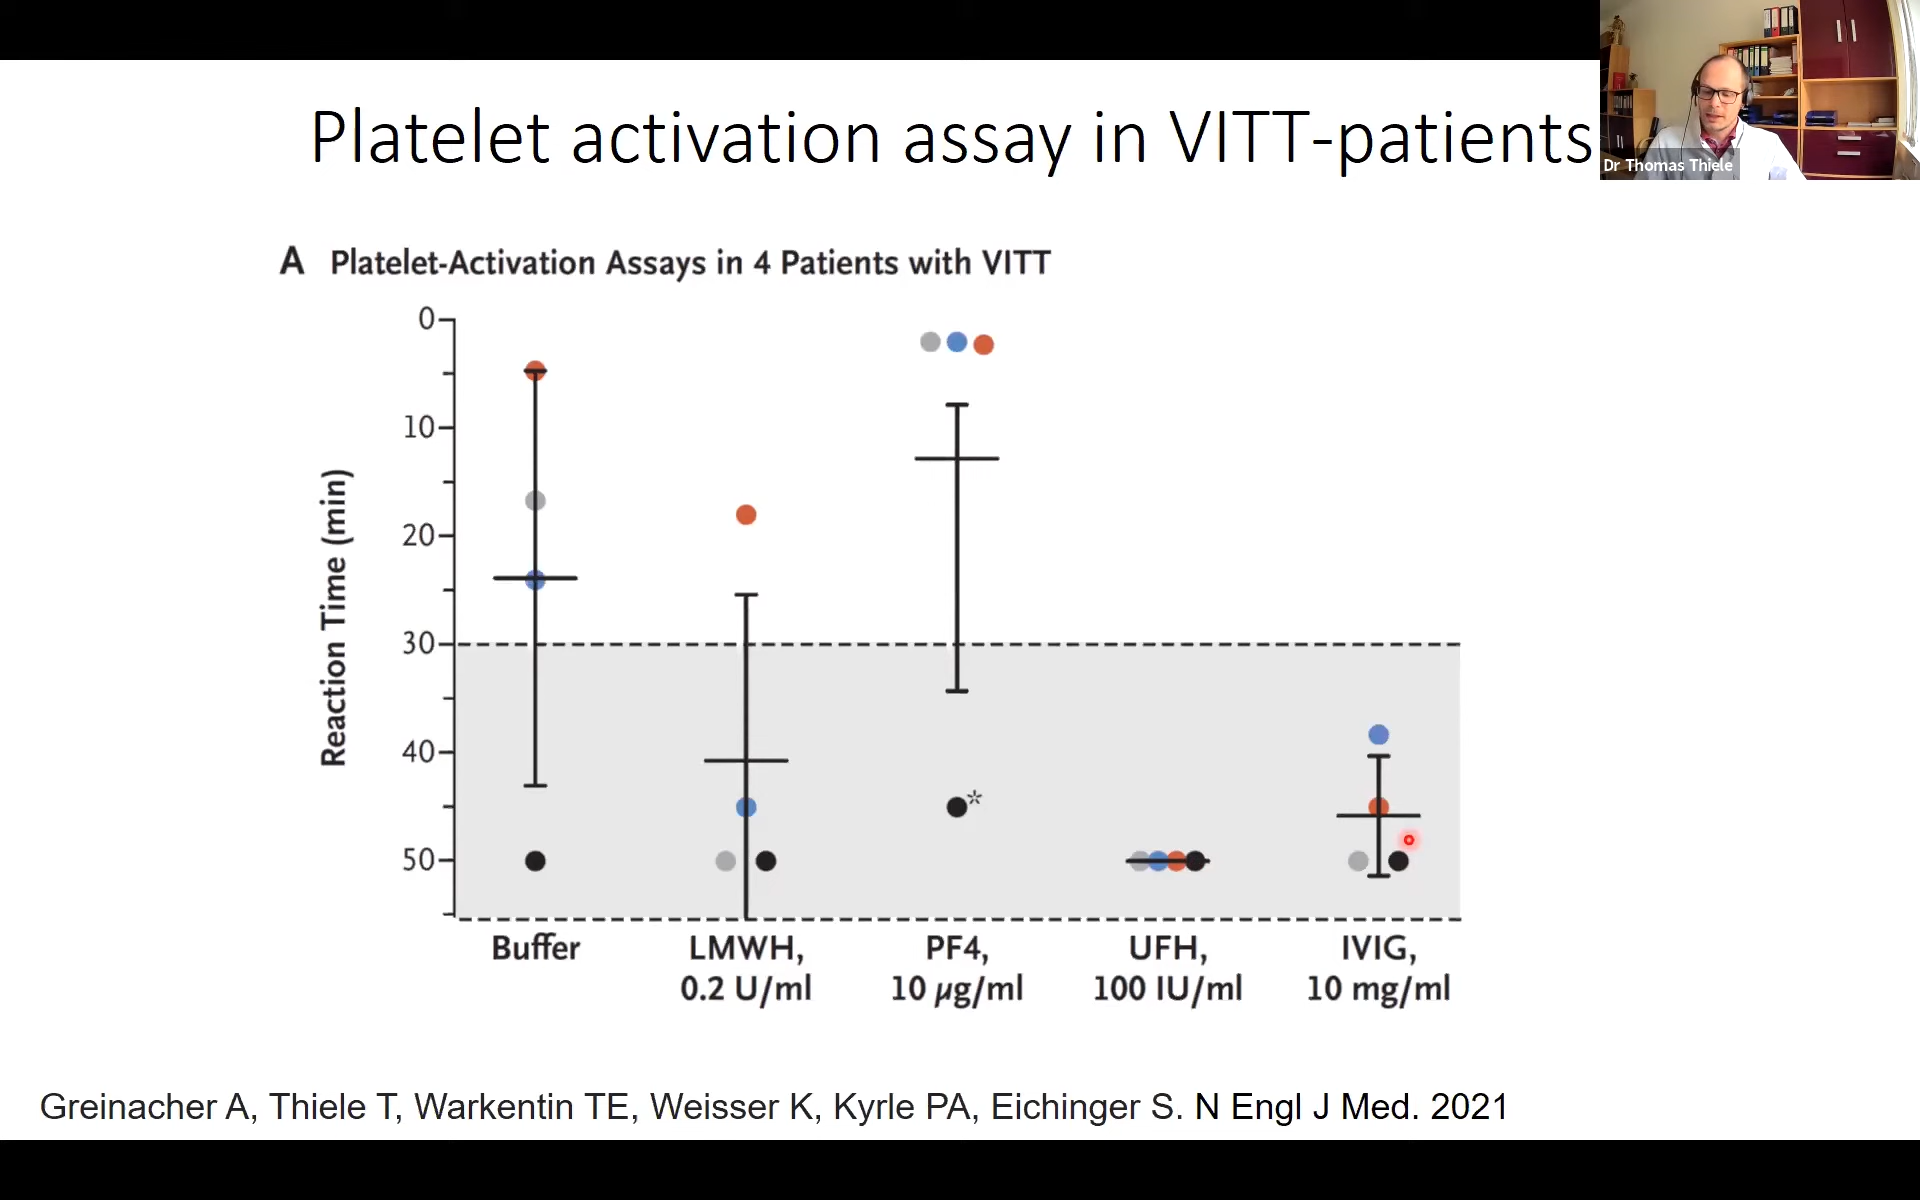 Platelet activation assay in VITT-patients
Dr Thomas Thiele
A Platelet-Activation Assays in 4 Patients with VITT
Reaction Time (min)
0
10
20
30
40
50
*
Buffer
LMWH,
0.2 U/ml
PF4,
10 µg/ml
UFH,
100 IU/ml
IVIG,
10 mg/ml
Greinacher A, Thiele T, Warkentin TE, Weisser K, Kyrle PA, Eichinger S. N Engl J Med. 2021